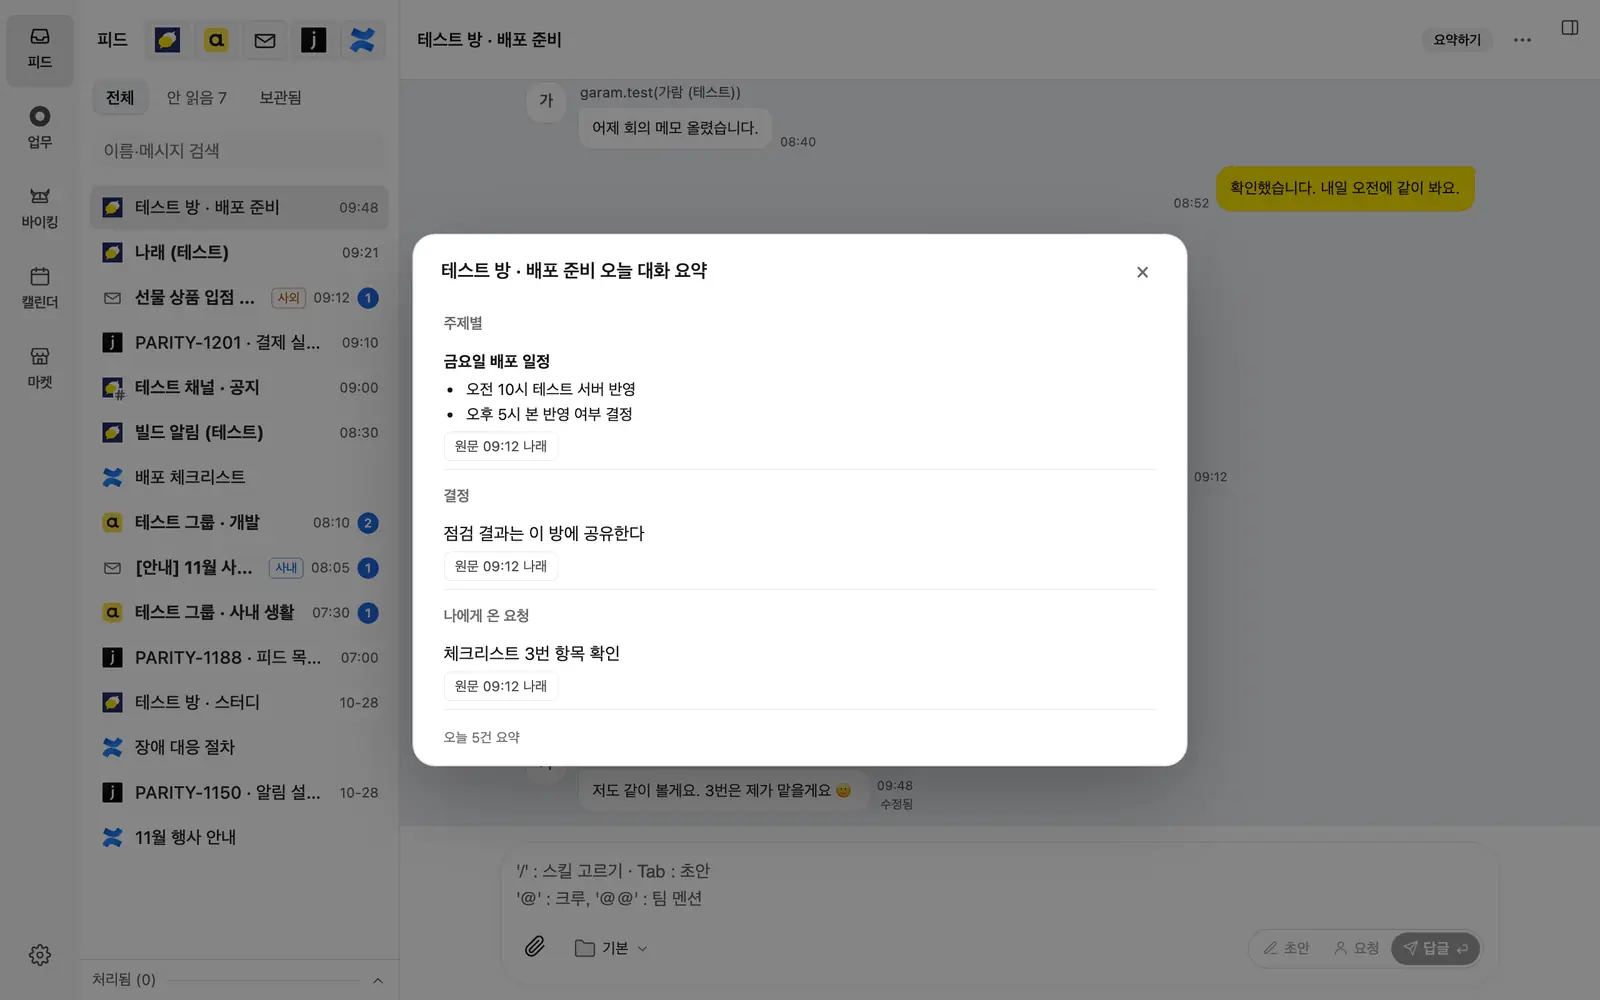 피드
업무
바이킹
캘린더
마켓
피드
전체
안 읽음 7
보관됨
이름·메시지 검색
테스트 방 · 배포 준비 09:48
나래 (테스트) 09:21
선물 상품 입점 ... 사외 09:12 1
PARITY-1201 · 결제 실... 09:10
테스트 채널 · 공지 09:00
빌드 알림 (테스트) 08:30
배포 체크리스트
테스트 그룹 · 개발 08:10 2
[안내] 11월 사... 사내 08:05 1
테스트 그룹 · 사내 생활 07:30 1
PARITY-1188 · 피드 목... 07:00
테스트 방 · 스터디 10-28
장애 대응 절차
PARITY-1150 · 알림 설... 10-28
11월 행사 안내
처리됨 (0)
테스트 방 · 배포 준비
요약하기
가
garam.test(가람 (테스트))
어제 회의 메모 올렸습니다.
08:40
확인했습니다. 내일 오전에 같이 봐요.
08:52
09:12
테스트 방 · 배포 준비 오늘 대화 요약
주제별
금요일 배포 일정
• 오전 10시 테스트 서버 반영
• 오후 5시 본 반영 여부 결정
원문 09:12 나래
결정
점검 결과는 이 방에 공유한다
원문 09:12 나래
나에게 온 요청
체크리스트 3번 항목 확인
원문 09:12 나래
오늘 5건 요약
저도 같이 볼게요. 3번은 제가 맡을게요 🙂
09:48
수정됨
'/' : 스킬 고르기 · Tab : 초안
'@' : 크루, '@@' : 팀 멘션
기본
초안
요청
답글